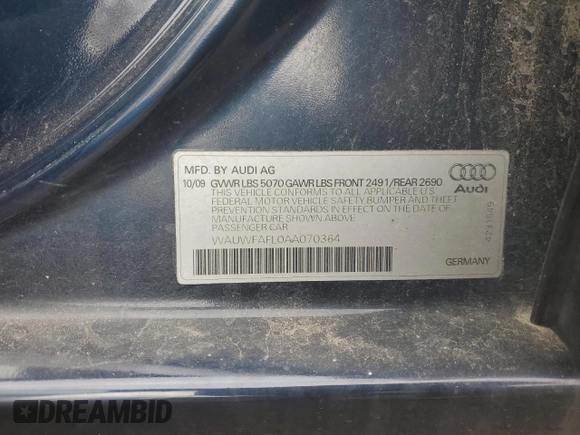 MFD. BY AUDI AG
10/09 GVWR LBS 5070 GAWR LBS FRONT 2491/REAR 2690
THIS VEHICLE CONFORMS TO ALL APPLICABLE U.S.
FEDERAL MOTOR VEHICLE SAFETY BUMPER AND THEFT
PREVENTION STANDARDS IN EFFECT ON THE DATE OF
MANUFACTURE SHOWN ABOVE
PASSENGER CAR
WAUWFAFL0AA070364
Audi
GERMANY
DREAMBID